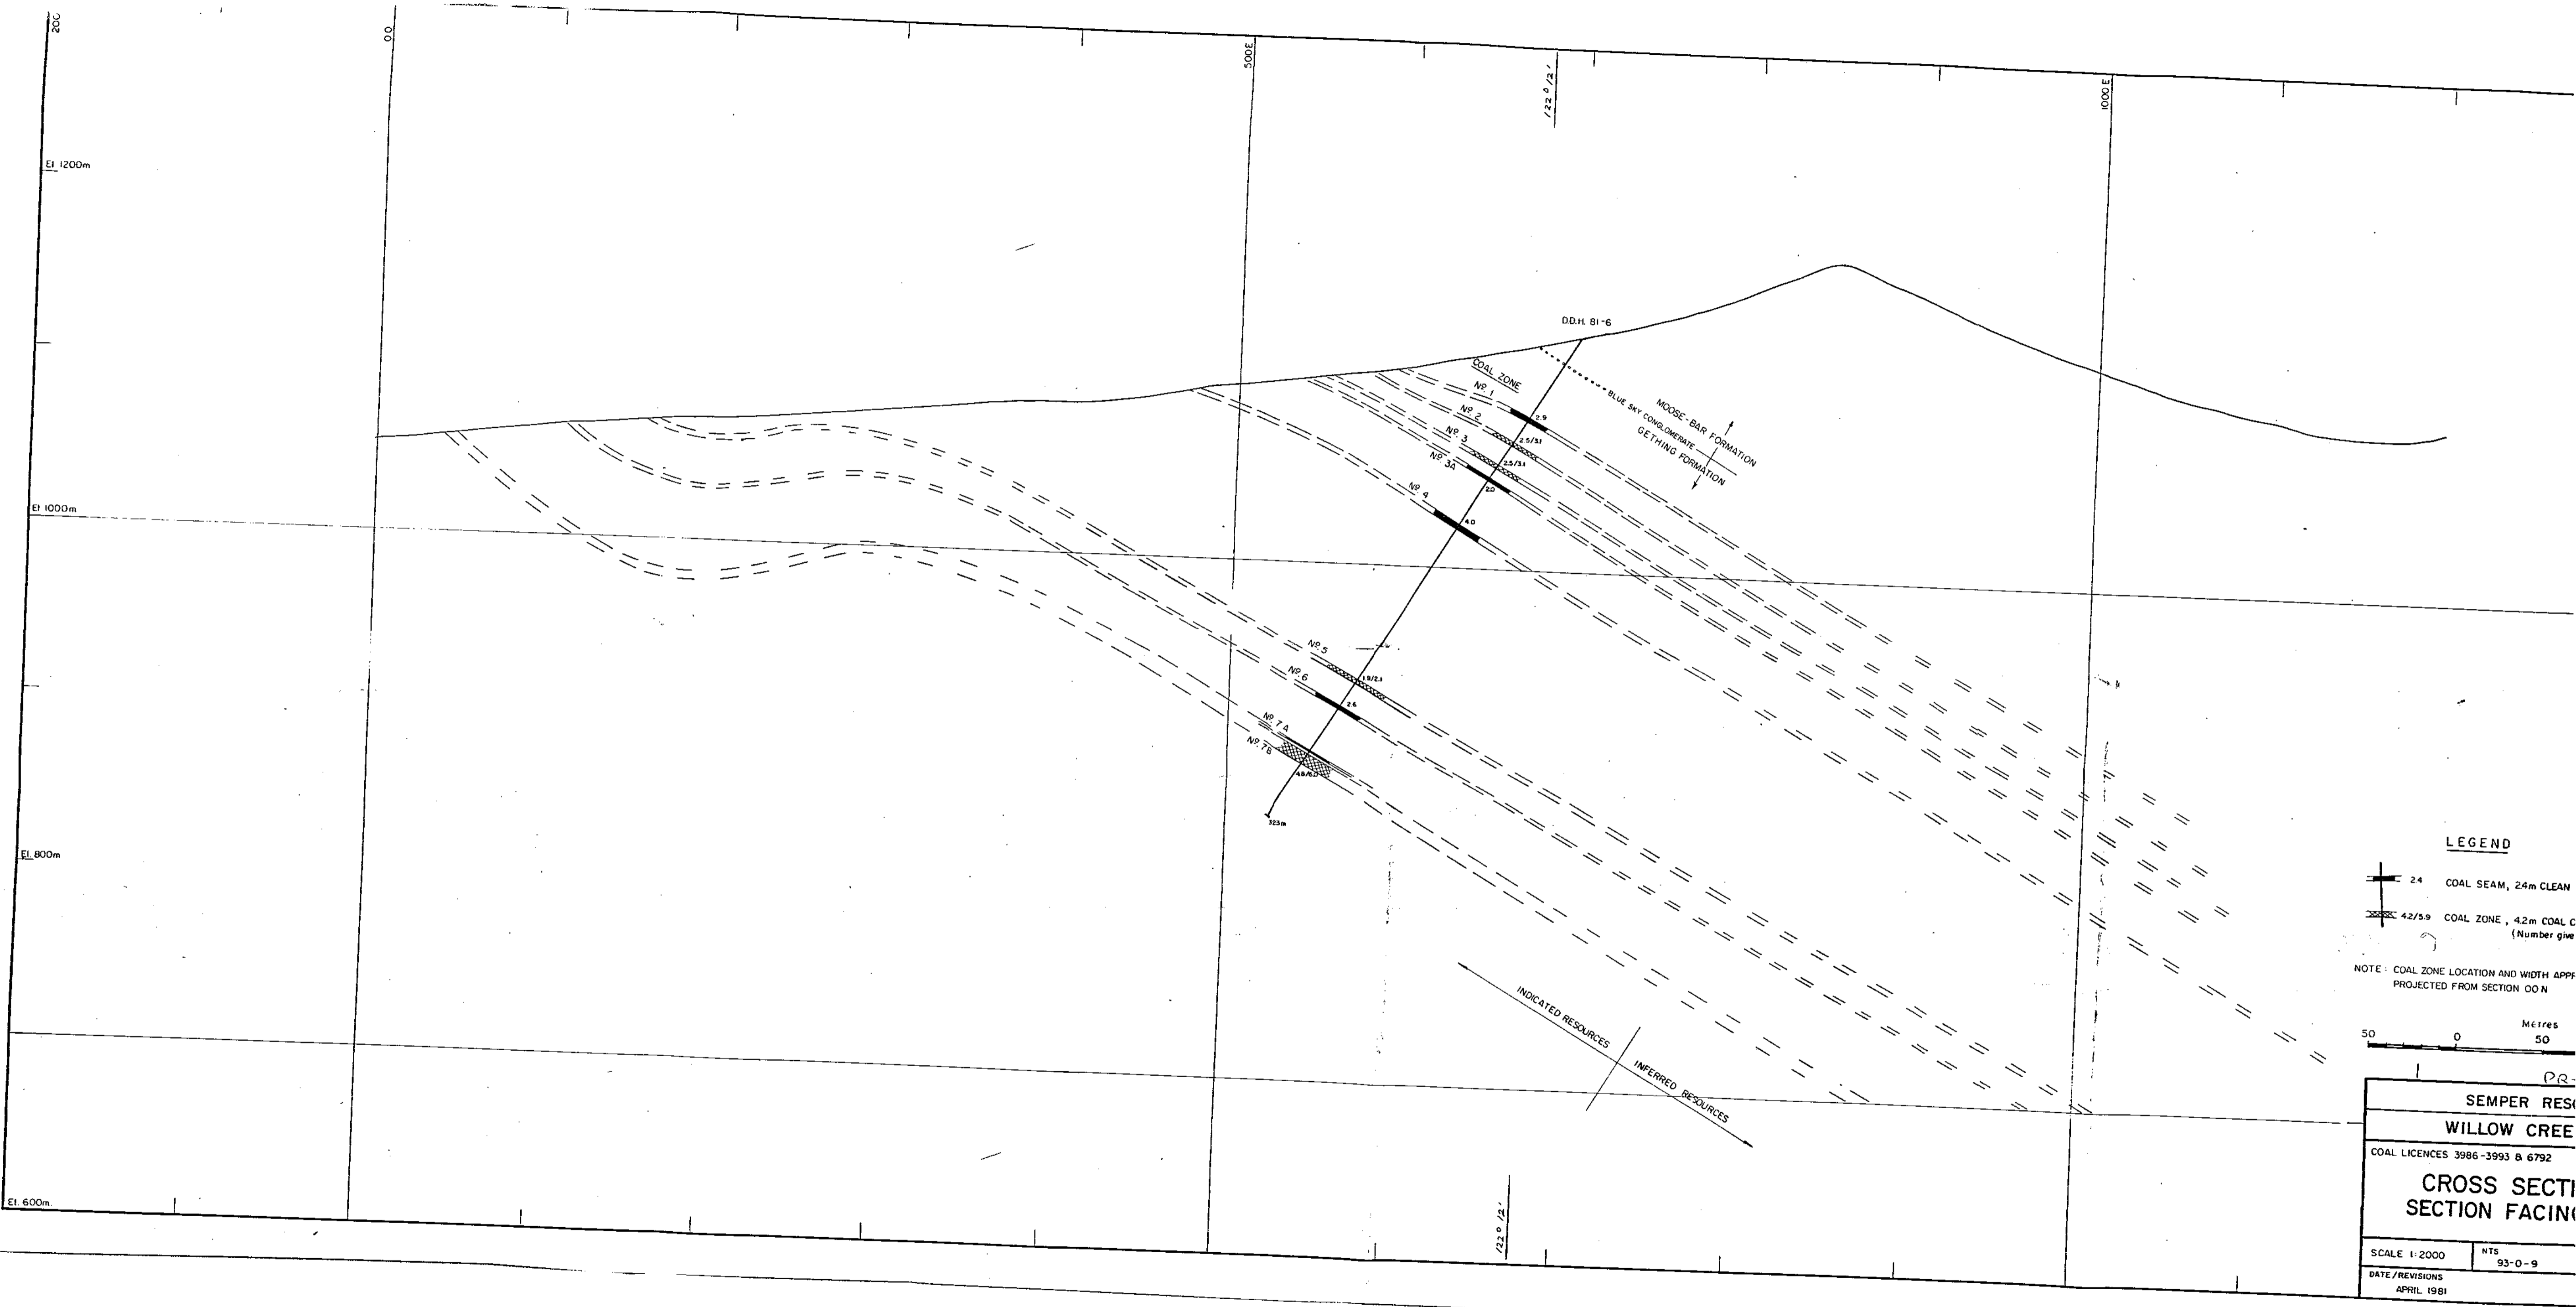 200
0.0
500E
122°12'
1000E
El. 1200m
D.D.H. 81-6
COAL ZONE
Nº. 1
2.9
Nº. 2
2.5/3.1
Nº. 3
2.5/3.1
Nº. 3A
2.0
Nº. 4
4.0
BLUE SKY CONGLOMERATE
MOOSE-BAR FORMATION
GETHING FORMATION
El. 1000m
Nº. 5
1.9/2.1
Nº. 6
2.6
Nº. 7A
Nº. 7B
4.8/6.0
323m
El. 800m
INDICATED RESOURCES
INFERRED RESOURCES
El. 600m.
122°12'
LEGEND
2.4 COAL SEAM, 2.4m CLEAN
4.2/5.9 COAL ZONE, 4.2m COAL C
(Number give
NOTE: COAL ZONE LOCATION AND WIDTH APPR
PROJECTED FROM SECTION 00 N
Metres
50 0 50
PR-
SEMPER RESO
WILLOW CREE
COAL LICENCES 3986-3993 & 6792
CROSS SECTI
SECTION FACING
SCALE 1:2000
NTS
93-0-9
DATE/REVISIONS
APRIL 1981